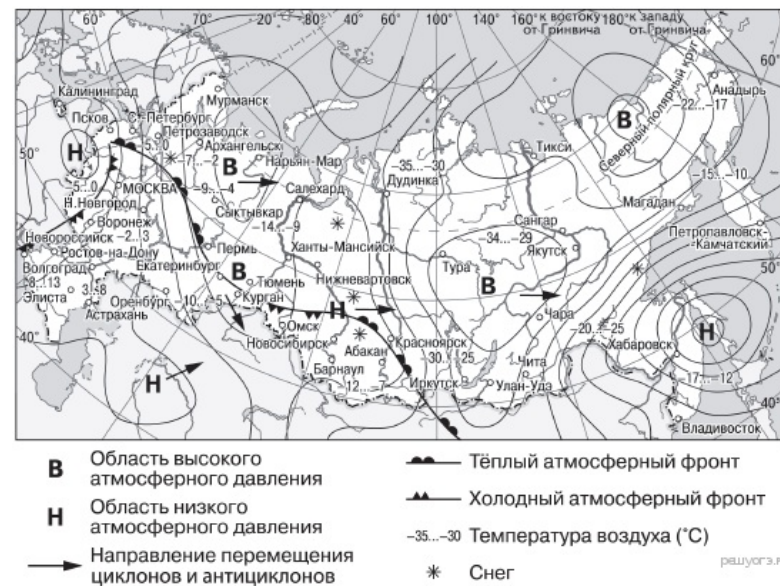 60° 70° 20° 40° 60° 100° 140° 160° к востоку 180° к западу
от Гринвича от Гринвича
60°
Калининград
Мурманск
Анадырь
Псков С.-Петербург
Петрозаводск
Северный полярный круг
−22...−17
В
50°
5...0
Архангельск
−7...−2
В
Нарьян-Мар
−35...−30
Тикси
Н
−15...−10
5...0
МОСКВА
−9...−4
Салехард
Дудинка
Магадан
Н.Новгород
Сыктывкар
−14...−9
Сангар
Петропавловск-
Камчатский
Воронеж
−34...−29
Якутск
Новороссийск
−2...3
Пермь
Ханты-Мансийск
Тура
50°
Ростов-на-Дону
В
Волгоград
Екатеринбург
Тюмень
Нижневартовск
В
8...13
Элиста
3...8
Оренбург
−10...−5
Курган
Н
Чара
−20...−25
Н
Астрахань
Омск
Красноярск
Хабаровск
40°
Новосибирск
Абакан
−30...−25
Чита
Н
Барнаул
−12...−7
Иркутск
Улан-Удэ
−17...−12
40°
Владивосток
В Область высокого
атмосферного давления
Н Область низкого
атмосферного давления
Направление перемещения
циклонов и антициклонов
Тёплый атмосферный фронт
Холодный атмосферный фронт
−35...−30 Температура воздуха (°С)
Снег